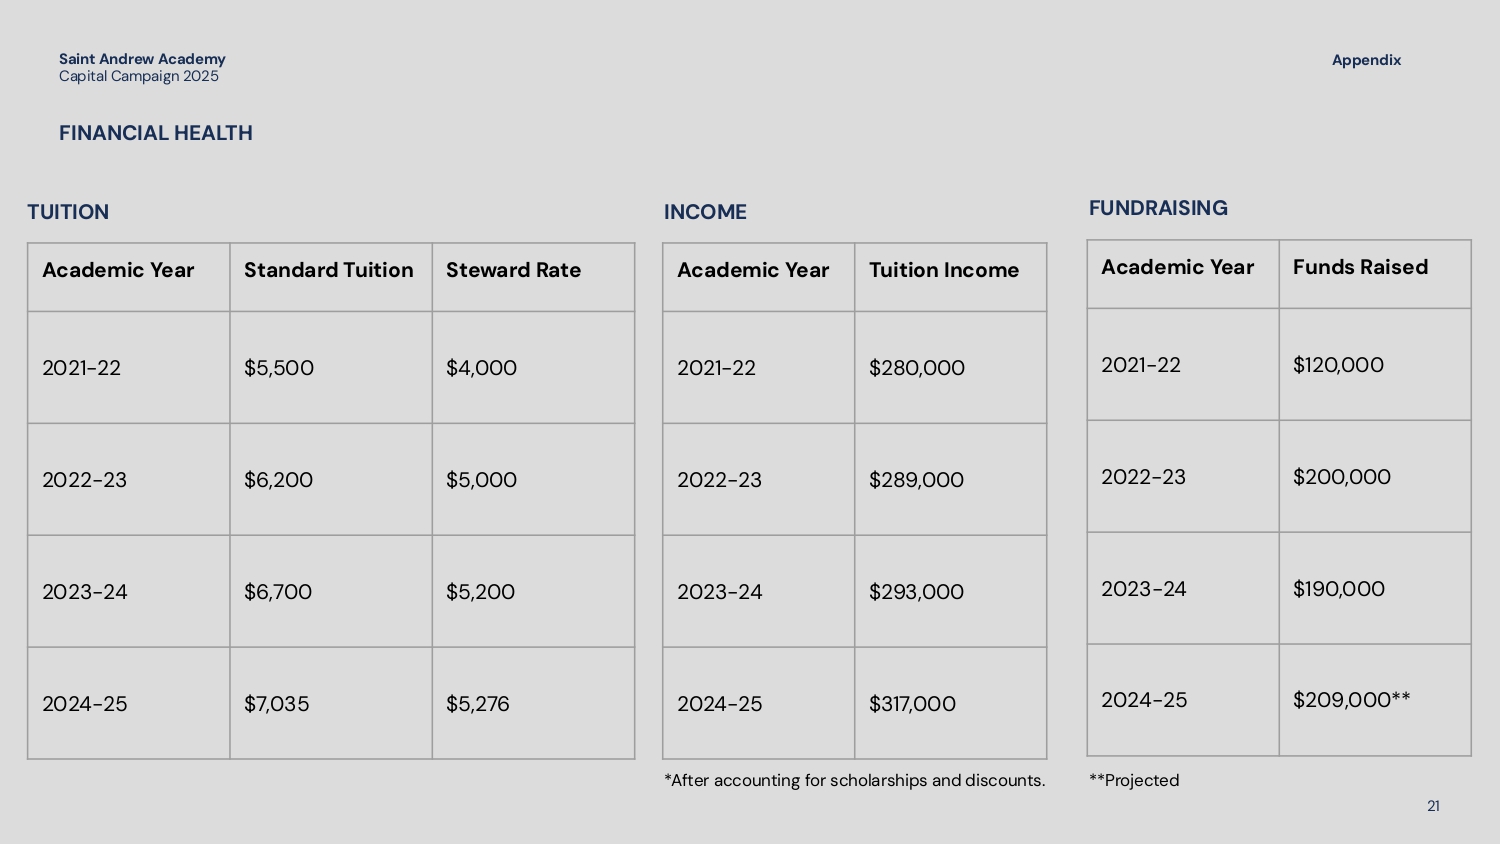 Saint Andrew Academy
Capital Campaign 2025
Appendix
FINANCIAL HEALTH
TUITION
Academic Year Standard Tuition Steward Rate
2021-22 $5,500 $4,000
2022-23 $6,200 $5,000
2023-24 $6,700 $5,200
2024-25 $7,035 $5,276
INCOME
Academic Year Tuition Income
2021-22 $280,000
2022-23 $289,000
2023-24 $293,000
2024-25 $317,000
*After accounting for scholarships and discounts.
FUNDRAISING
Academic Year Funds Raised
2021-22 $120,000
2022-23 $200,000
2023-24 $190,000
2024-25 $209,000**
**Projected
21